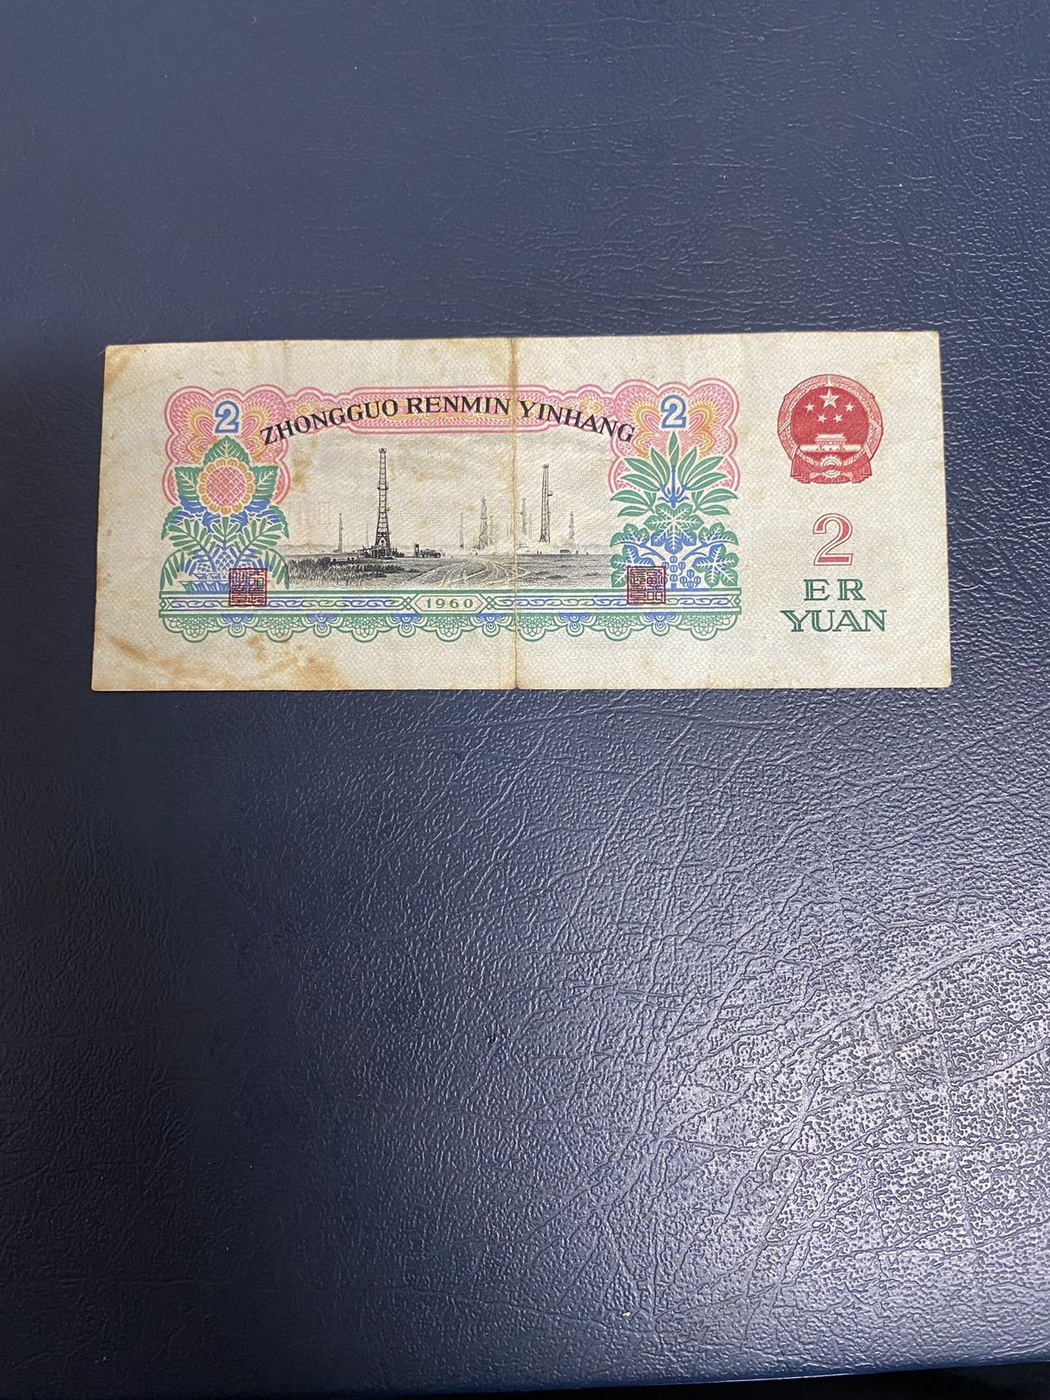 2
ZHONGGUO RENMIN YINHANG
2
1960
2
ER
YUAN